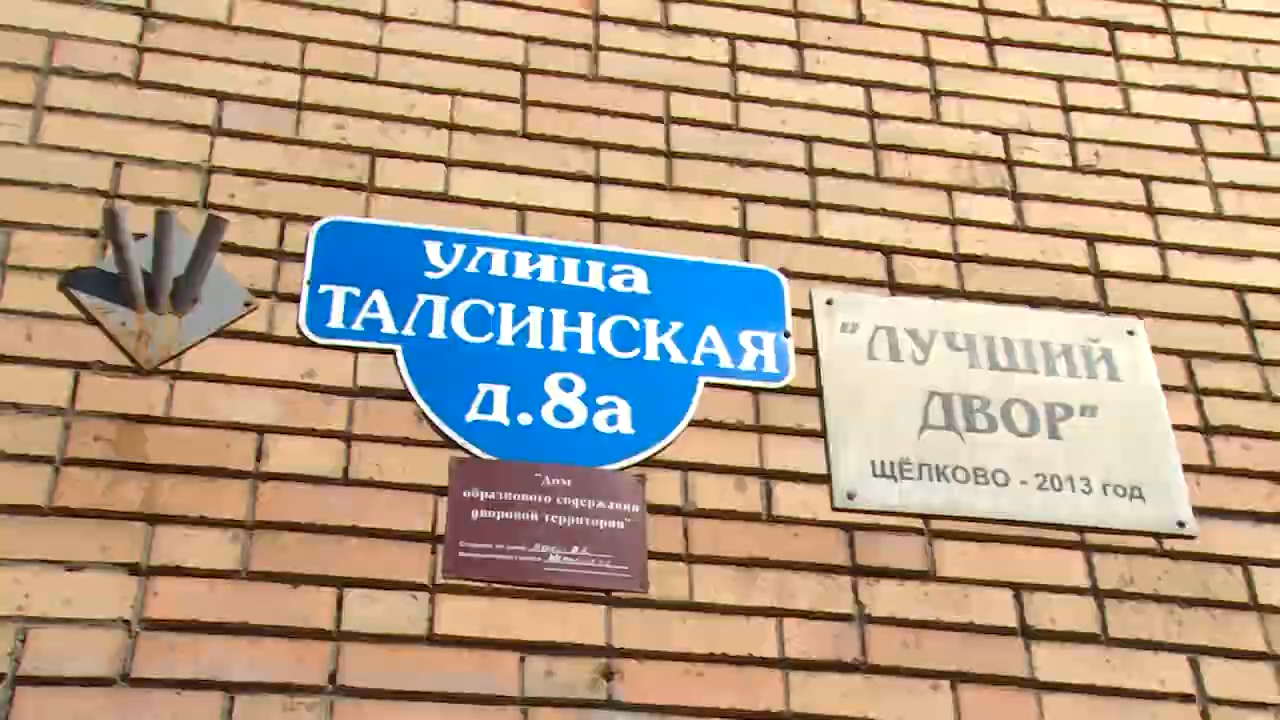 улица
ТАЛСИНСКАЯ
д.8а
"Дом
образцового содержания
дворовой территории"
"ЛУЧШИЙ
ДВОР"
ЩЁЛКОВО - 2013 год